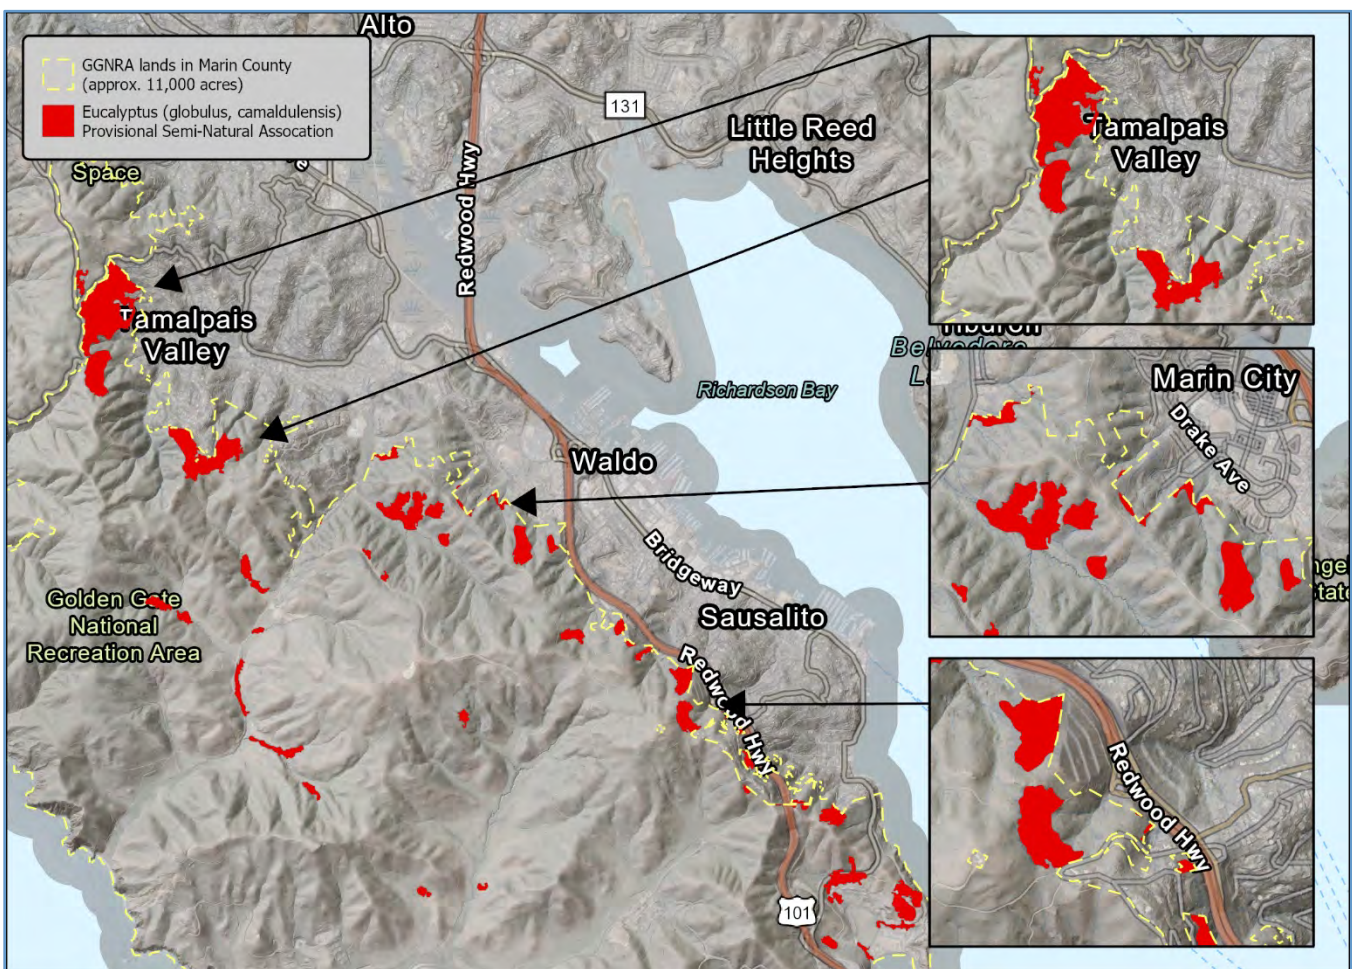 Alto
GGNRA lands in Marin County
(approx. 11,000 acres)
Eucalyptus (globulus, camaldulensis)
Provisional Semi-Natural Assocation
Space
131
Little Reed
Heights
Redwood Hwy
Tamalpais
Valley
Tamalpais
Valley
Tiburon
Belvedere
Richardson Bay
Marin City
Drake Ave
Waldo
Bridgeway
Sausalito
Golden Gate
National
Recreation Area
Redwood Hwy
Redwood Hwy
101